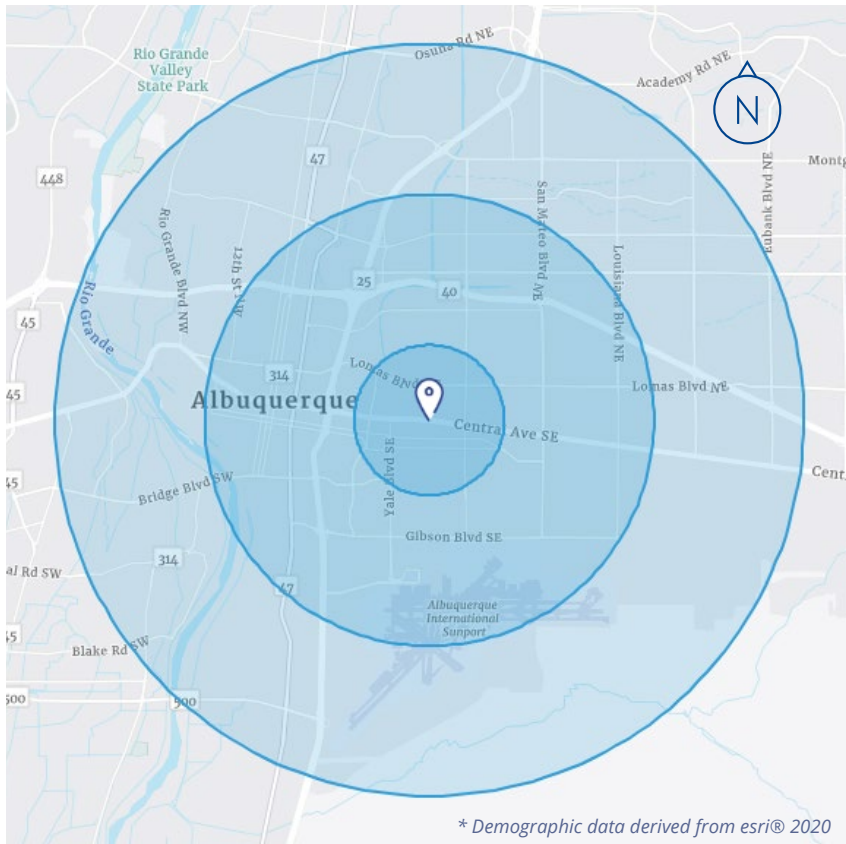 Osuna Rd NE
Rio Grande
Valley
State Park
Academy Rd NE
N
47
Montg
448
Eubank Blvd NE
San Mateo Blvd NE
Rio Grande Blvd NW
12th St NW
Louisiana Blvd NE
25
40
Rio Grande
45
Lomas Blvd
314
Lomas Blvd NE
45
Albuquerque
Central Ave SE
Yale Blvd SE
Cent
45
Bridge Blvd SW
Gibson Blvd SE
314
al Rd SW
47
Albuquerque
International
Sunport
45
Blake Rd SW
500
500
* Demographic data derived from esri® 2020